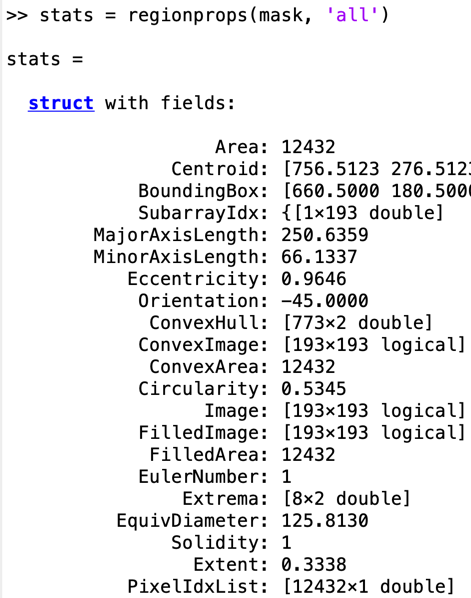 >> stats = regionprops(mask, 'all')
stats =
struct with fields:
Area: 12432
Centroid: [756.5123 276.5123
BoundingBox: [660.5000 180.5000
SubarrayIdx: {[1×193 double]
MajorAxisLength: 250.6359
MinorAxisLength: 66.1337
Eccentricity: 0.9646
Orientation: -45.0000
ConvexHull: [773×2 double]
ConvexImage: [193×193 logical]
ConvexArea: 12432
Circularity: 0.5345
Image: [193×193 logical]
FilledImage: [193×193 logical]
FilledArea: 12432
EulerNumber: 1
Extrema: [8×2 double]
EquivDiameter: 125.8130
Solidity: 1
Extent: 0.3338
PixelIdxList: [12432×1 double]